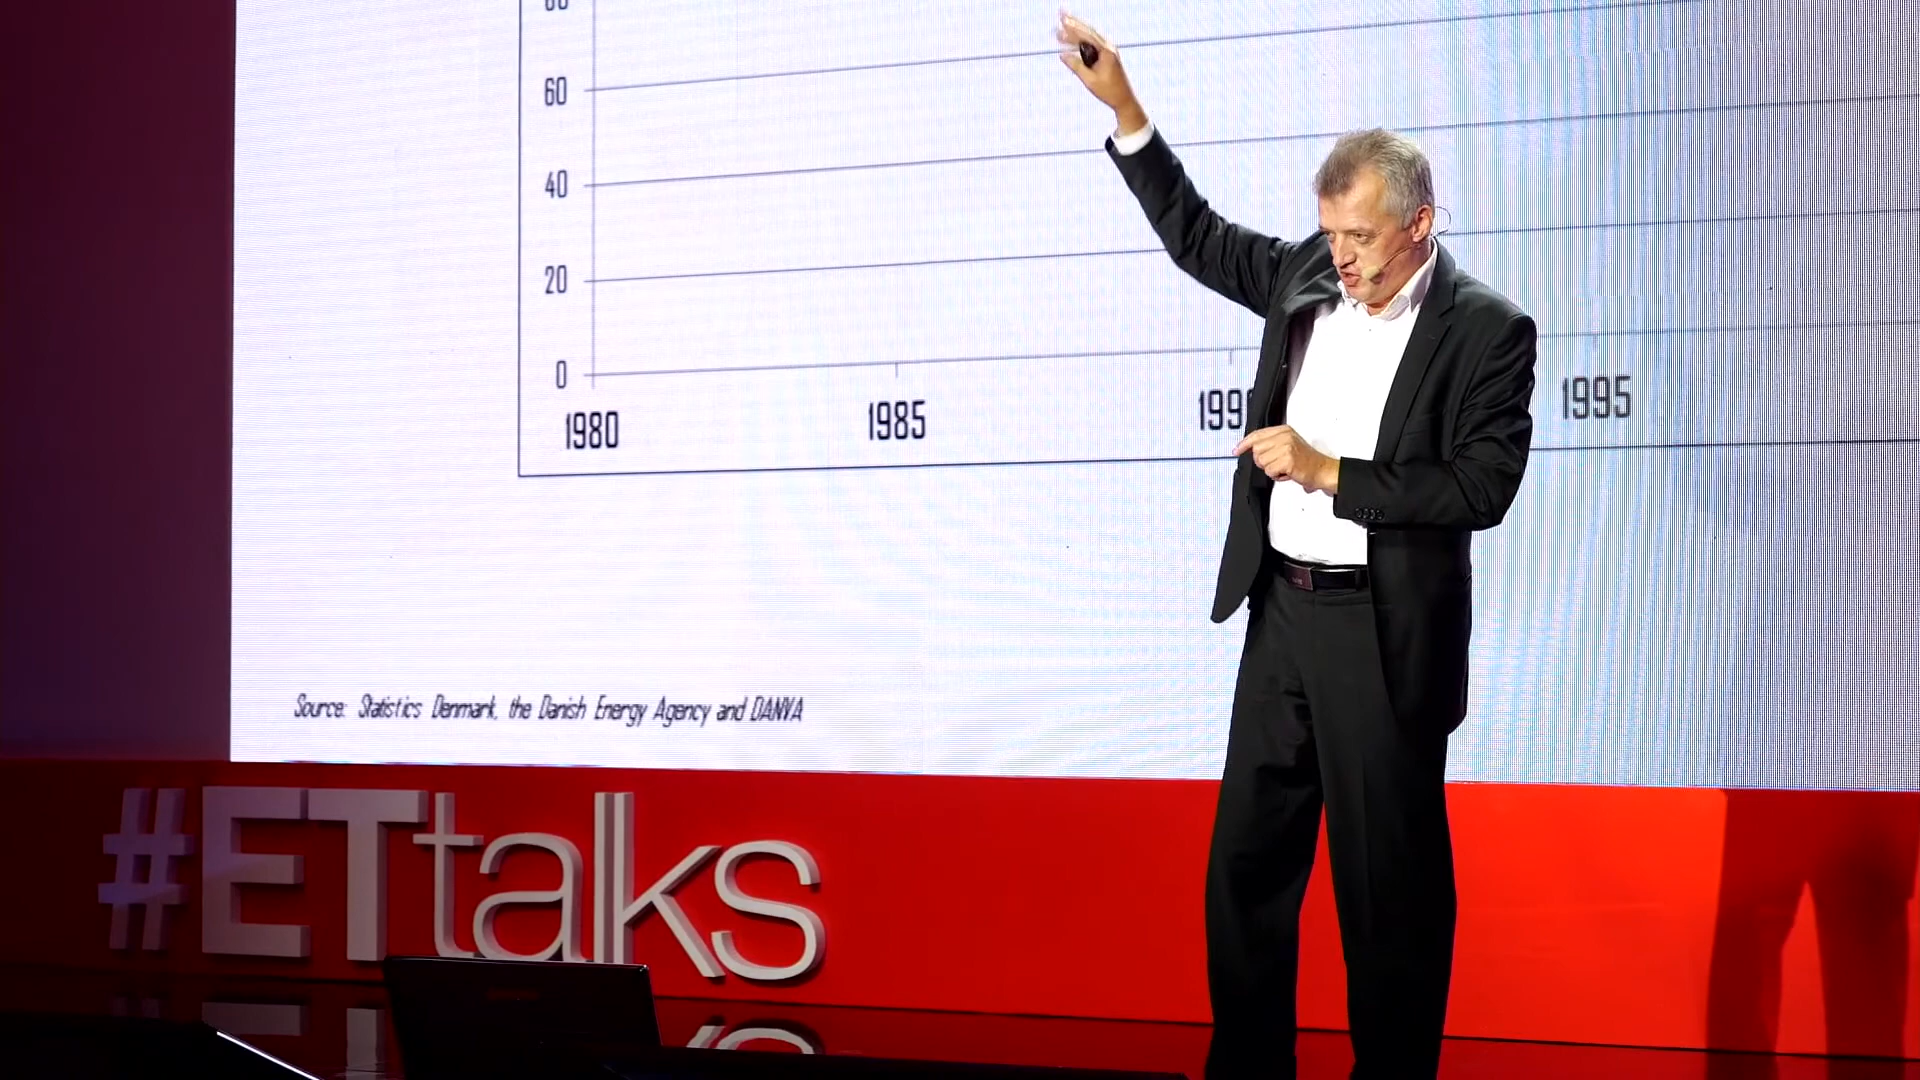 60
40
20
0
1980 1985 1995
Source: Statistics Denmark, the Danish Energy Agency and DANVA
#ETtalks